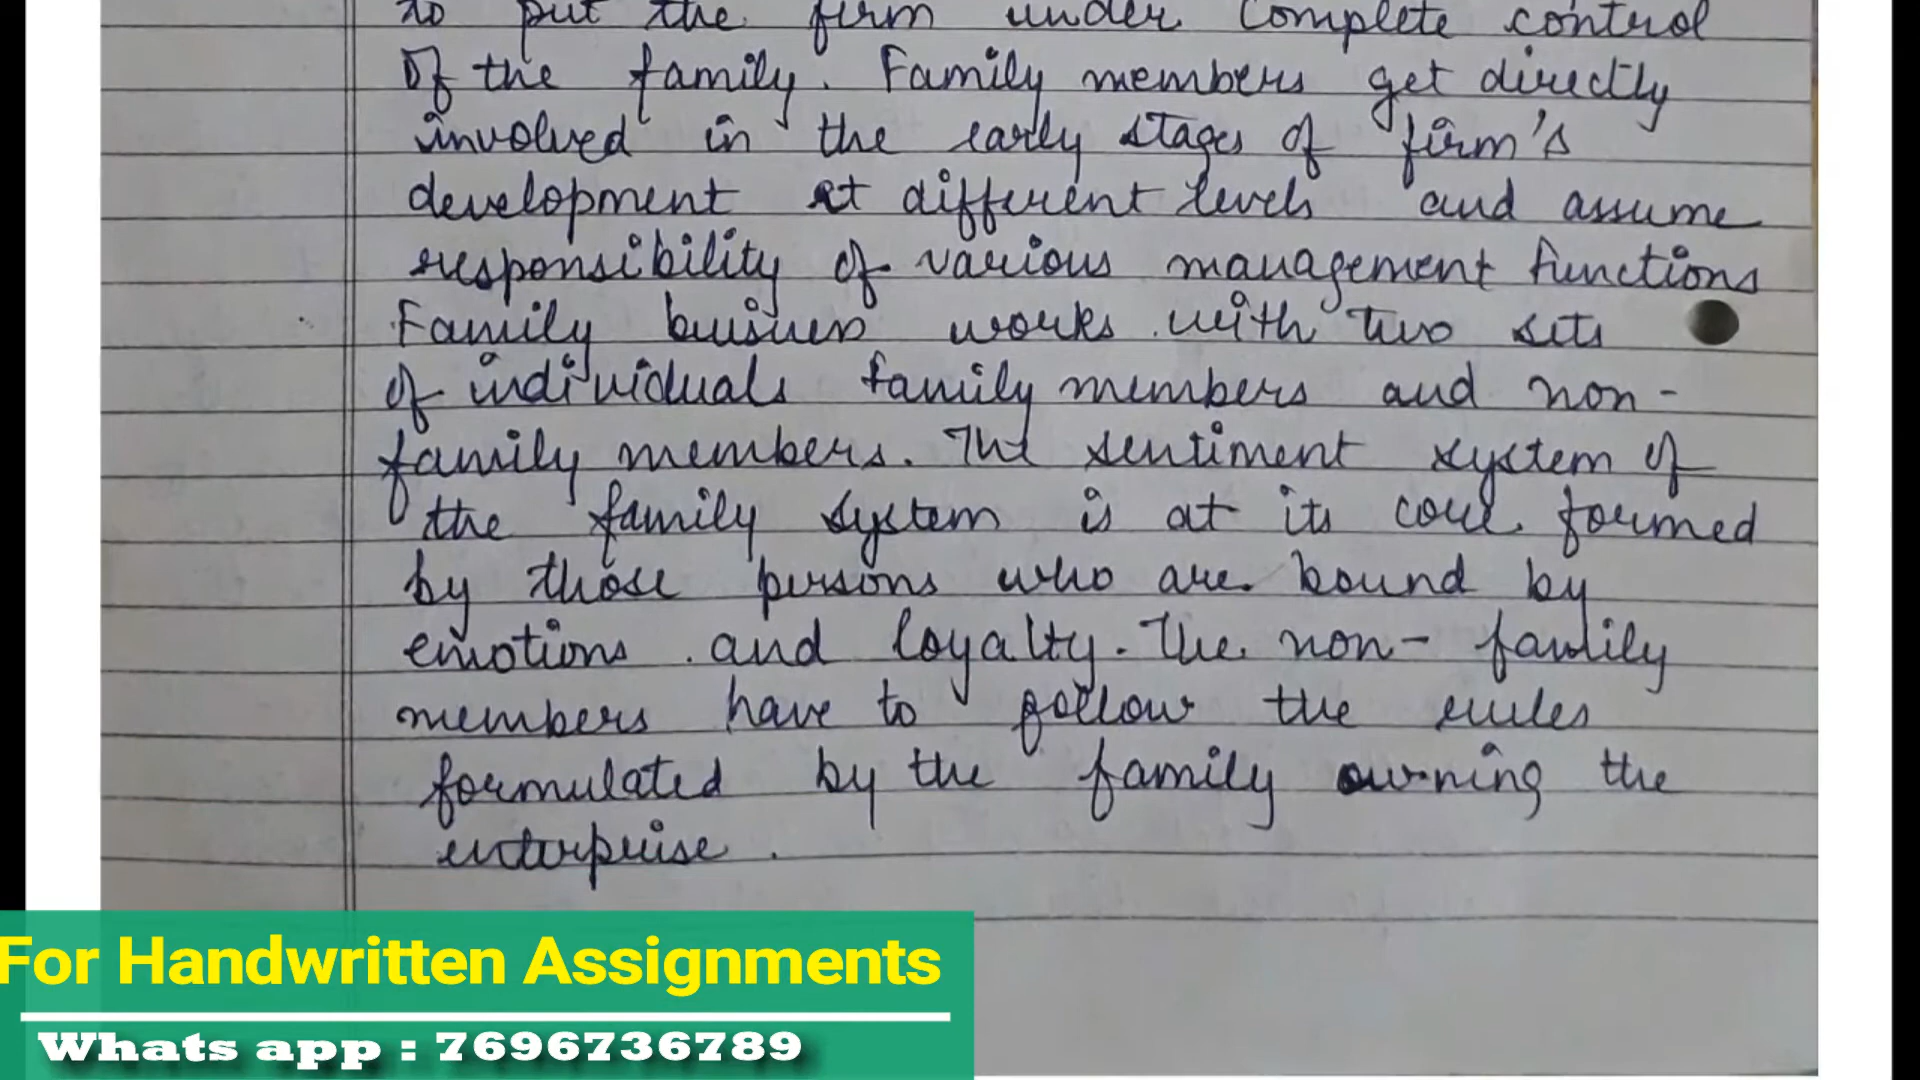 to put the firm under complete control
Of the family. Family members get directly
involved in the early stages of firm's
development at different levels and assume
responsibility of various management functions
Family business works with two sets
of individuals family members and non-
family members. The sentiment system of
the family system is at its core formed
by those persons who are bound by
emotions and loyalty. The non-family
members have to follow the rules
formulated by the family owning the
enterprise.
For Handwritten Assignments
Whats app : 7696736789